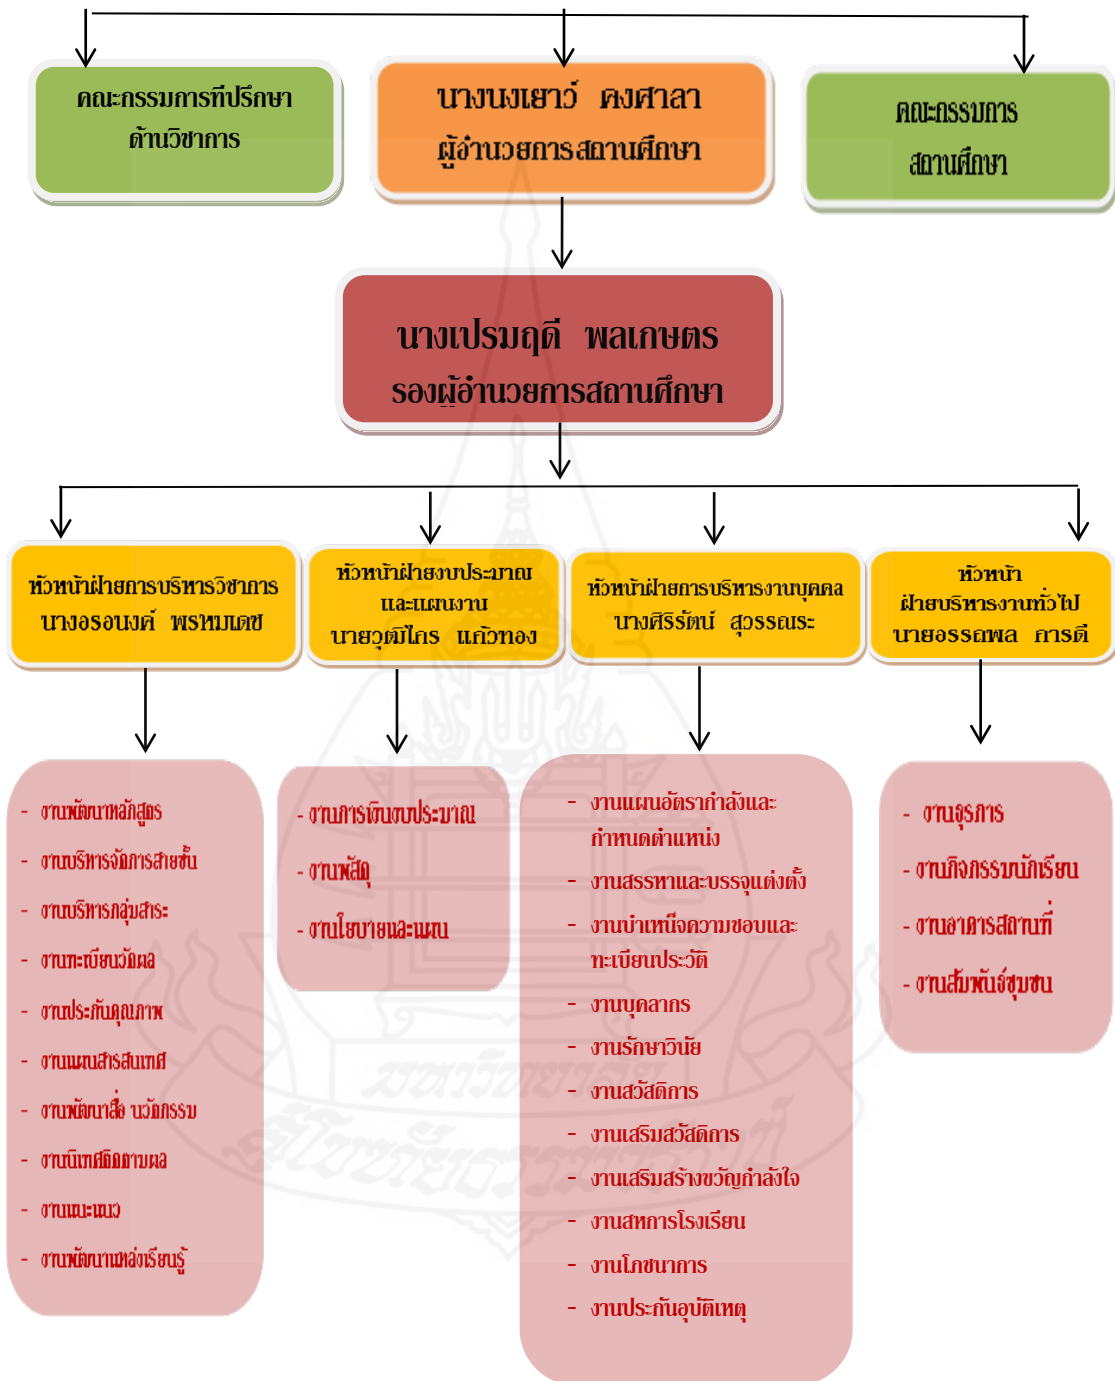 คณะกรรมการที่ปรึกษา
ด้านวิชาการ
นางนงเยาว์ คงศาลา
ผู้อำนวยการสถานศึกษา
คณะกรรมการ
สถานศึกษา
นางเปรมฤดี พลเกษตร
รองผู้อำนวยการสถานศึกษา
หัวหน้าฝ่ายการบริหารวิชาการ
นางอรอนงค์ พรหมเดช
หัวหน้าฝ่ายงบประมาณ
และแผนงาน
นายวุฒิไกร แก้วทอง
หัวหน้าฝ่ายการบริหารงานบุคคล
นางศิริรัตน์ สุวรรณระ
หัวหน้า
ฝ่ายบริหารงานทั่วไป
นายอรรถพล การดี
- งานพัฒนาหลักสูตร
- งานบริหารจัดการสายชั้น
- งานบริหารกลุ่มสาระ
- งานทะเบียนวัดผล
- งานประกันคุณภาพ
- งานแผนสารสนเทศ
- งานพัฒนาสื่อ นวัตกรรม
- งานนิเทศติดตามผล
- งานแนะแนว
- งานพัฒนาแหล่งเรียนรู้
- งานการเงินงบประมาณ
- งานพัสดุ
- งานนโยบายและแผน
- งานแผนอัตรากำลังและ
กำหนดตำแหน่ง
- งานสรรหาและบรรจุแต่งตั้ง
- งานบำเหน็จความชอบและ
ทะเบียนประวัติ
- งานบุคลากร
- งานรักษาวินัย
- งานสวัสดิการ
- งานเสริมสวัสดิการ
- งานเสริมสร้างขวัญกำลังใจ
- งานสหการโรงเรียน
- งานโภชนาการ
- งานประกันอุบัติเหตุ
- งานธุรการ
- งานกิจกรรมนักเรียน
- งานอาคารสถานที่
- งานสัมพันธ์ชุมชน
มหาวิทยาลัย
สุโขทัยธรรมาธิราช